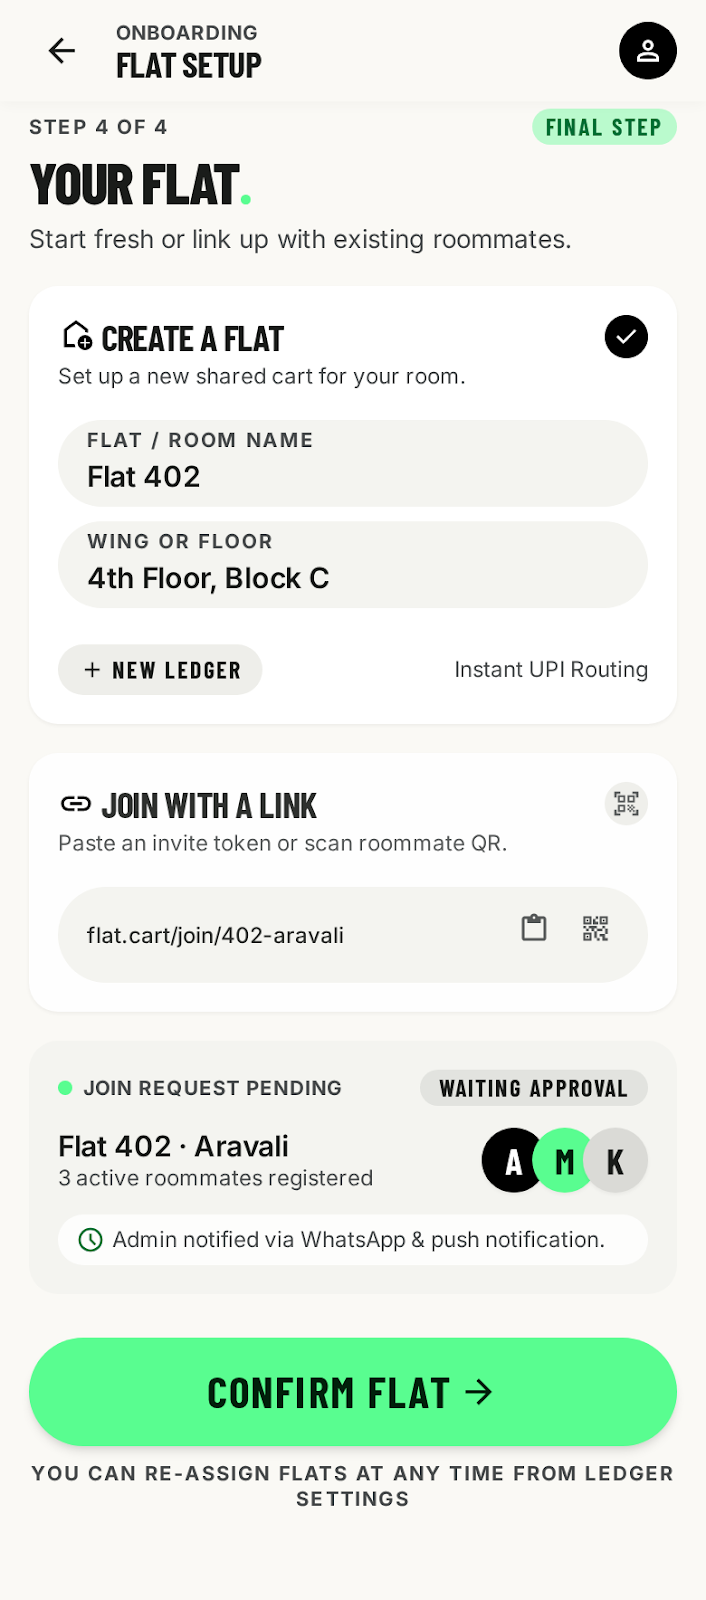 ONBOARDING
FLAT SETUP
STEP 4 OF 4
FINAL STEP
YOUR FLAT.
Start fresh or link up with existing roommates.
CREATE A FLAT
Set up a new shared cart for your room.
FLAT / ROOM NAME
Flat 402
WING OR FLOOR
4th Floor, Block C
+ NEW LEDGER
Instant UPI Routing
JOIN WITH A LINK
Paste an invite token or scan roommate QR.
flat.cart/join/402-aravali
JOIN REQUEST PENDING
WAITING APPROVAL
Flat 402 · Aravali
3 active roommates registered
A M K
Admin notified via WhatsApp & push notification.
CONFIRM FLAT →
YOU CAN RE-ASSIGN FLATS AT ANY TIME FROM LEDGER
SETTINGS